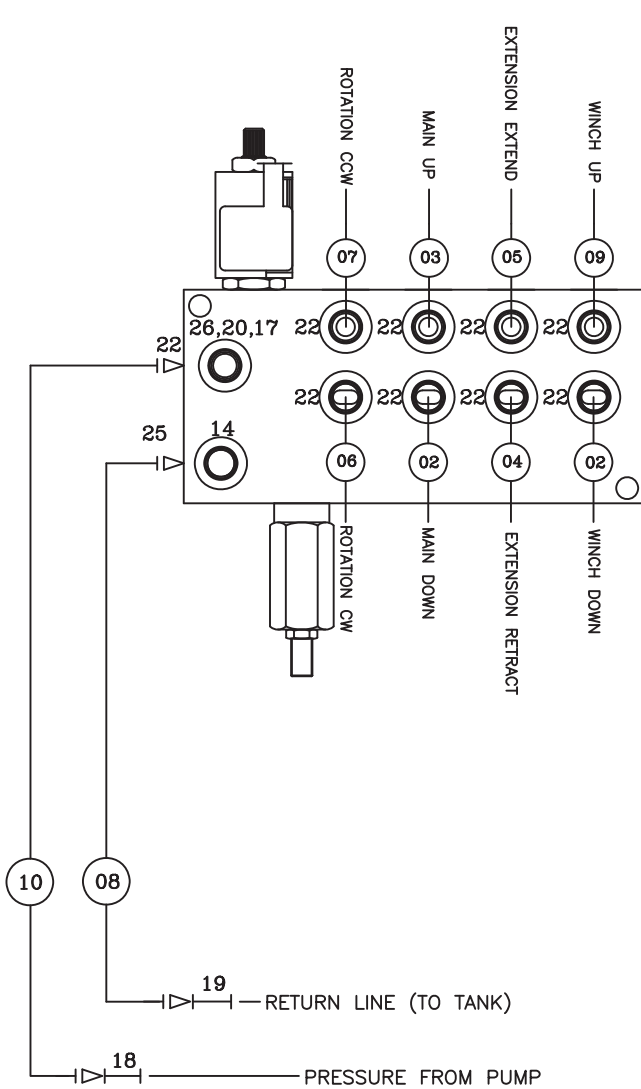 ROTATION CCW
MAIN UP
EXTENSION EXTEND
WINCH UP
07
03
05
09
26,20,17
22
22
22
22
22
25
14
22
22
22
22
06
02
04
02
ROTATION CW
MAIN DOWN
EXTENSION RETRACT
WINCH DOWN
10
08
19
RETURN LINE (TO TANK)
18
PRESSURE FROM PUMP